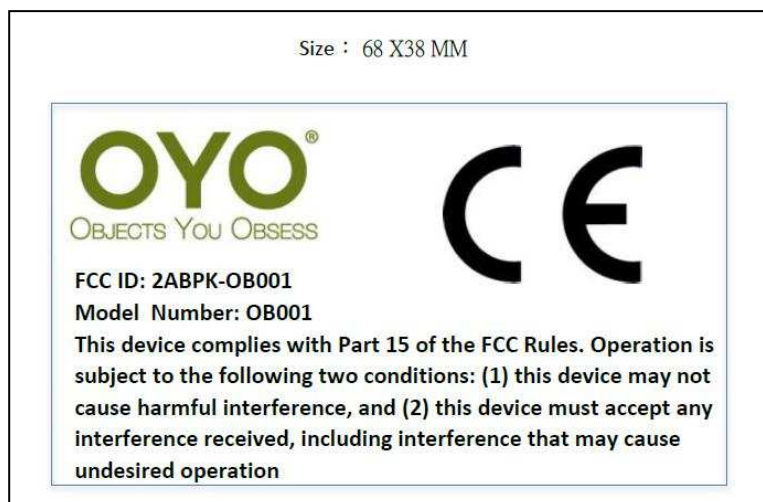 Size： 68 X38 MM
OYO®
OBJECTS YOU OBSESS
CE
FCC ID: 2ABPK-OB001
Model  Number: OB001
This device complies with Part 15 of the FCC Rules. Operation is
subject to the following two conditions: (1) this device may not
cause harmful interference, and (2) this device must accept any
interference received, including interference that may cause
undesired operation